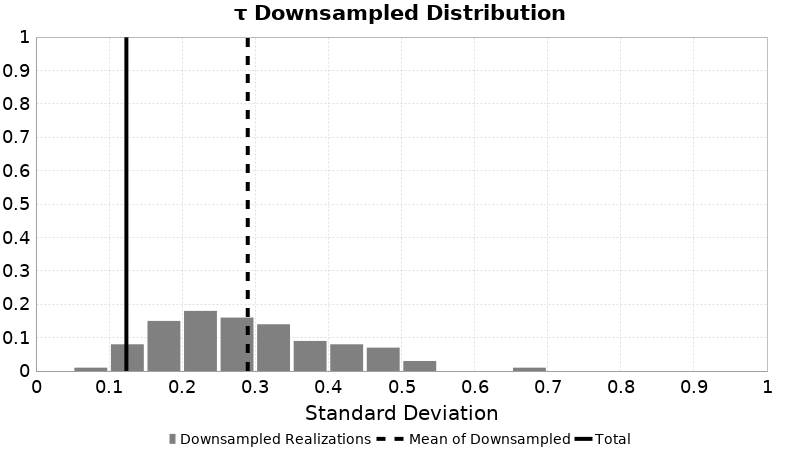 τ Downsampled Distribution
1
0.9
0.8
0.7
0.6
0.5
0.4
0.3
0.2
0.1
0
0 0.1 0.2 0.3 0.4 0.5 0.6 0.7 0.8 0.9 1
Standard Deviation
Downsampled Realizations Mean of Downsampled Total